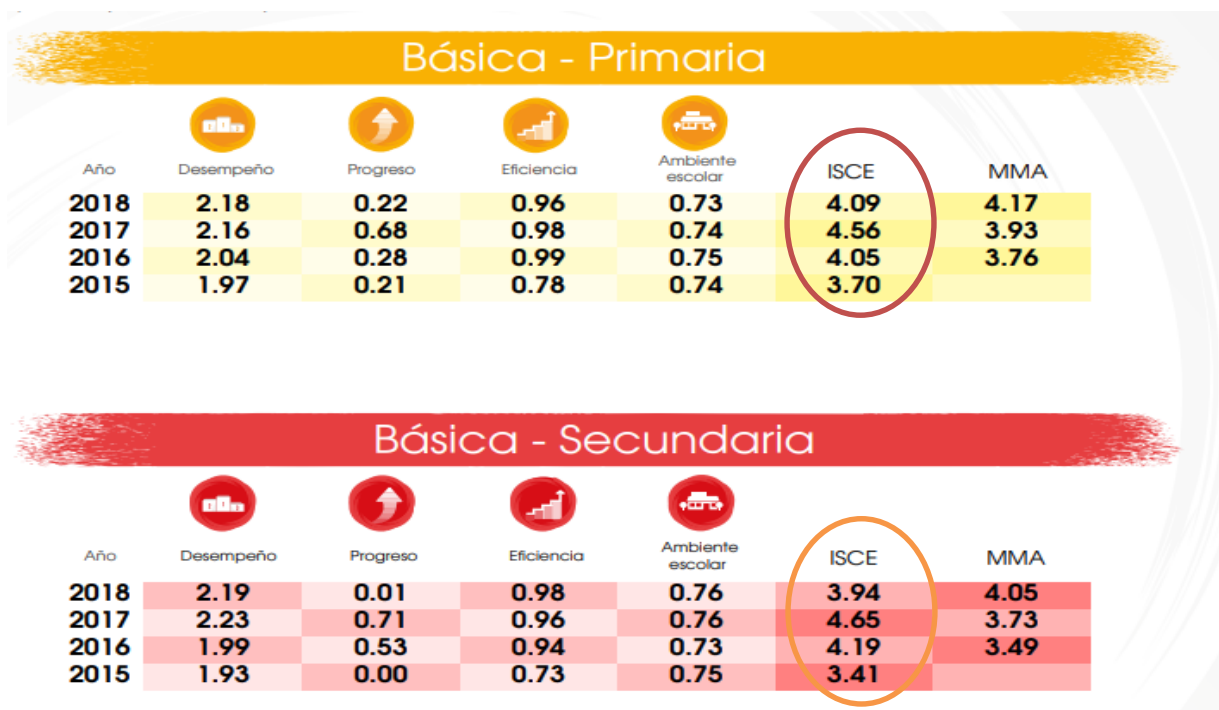 Básica - Primaria
Año Desempeño Progreso Eficiencia Ambiente escolar ISCE MMA
2018 2.18 0.22 0.96 0.73 4.09 4.17
2017 2.16 0.68 0.98 0.74 4.56 3.93
2016 2.04 0.28 0.99 0.75 4.05 3.76
2015 1.97 0.21 0.78 0.74 3.70
Básica - Secundaria
Año Desempeño Progreso Eficiencia Ambiente escolar ISCE MMA
2018 2.19 0.01 0.98 0.76 3.94 4.05
2017 2.23 0.71 0.96 0.76 4.65 3.73
2016 1.99 0.53 0.94 0.73 4.19 3.49
2015 1.93 0.00 0.73 0.75 3.41